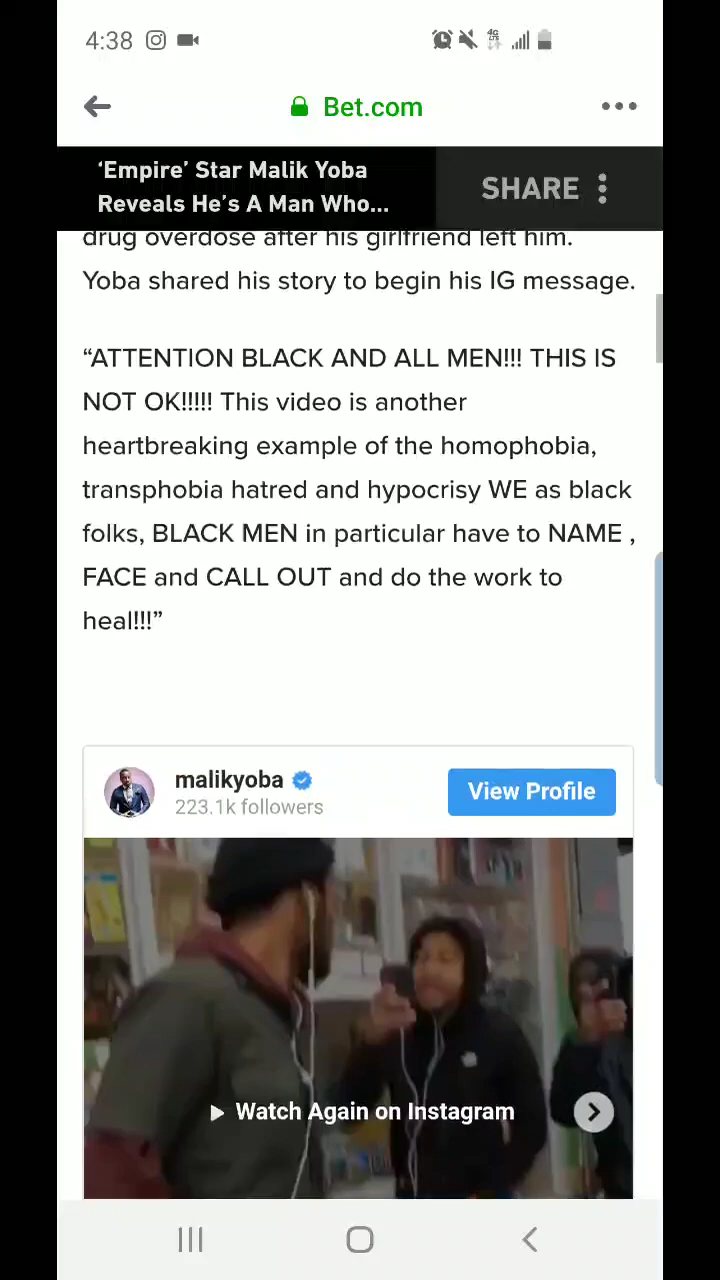 4:38
4G LTE
Bet.com
‘Empire’ Star Malik Yoba
Reveals He’s A Man Who...
SHARE
drug overdose after his girlfriend left him.
Yoba shared his story to begin his IG message.
“ATTENTION BLACK AND ALL MEN!!! THIS IS
NOT OK!!!!! This video is another
heartbreaking example of the homophobia,
transphobia hatred and hypocrisy WE as black
folks, BLACK MEN in particular have to NAME ,
FACE and CALL OUT and do the work to
heal!!!”
malikyoba
223.1k followers
View Profile
Watch Again on Instagram